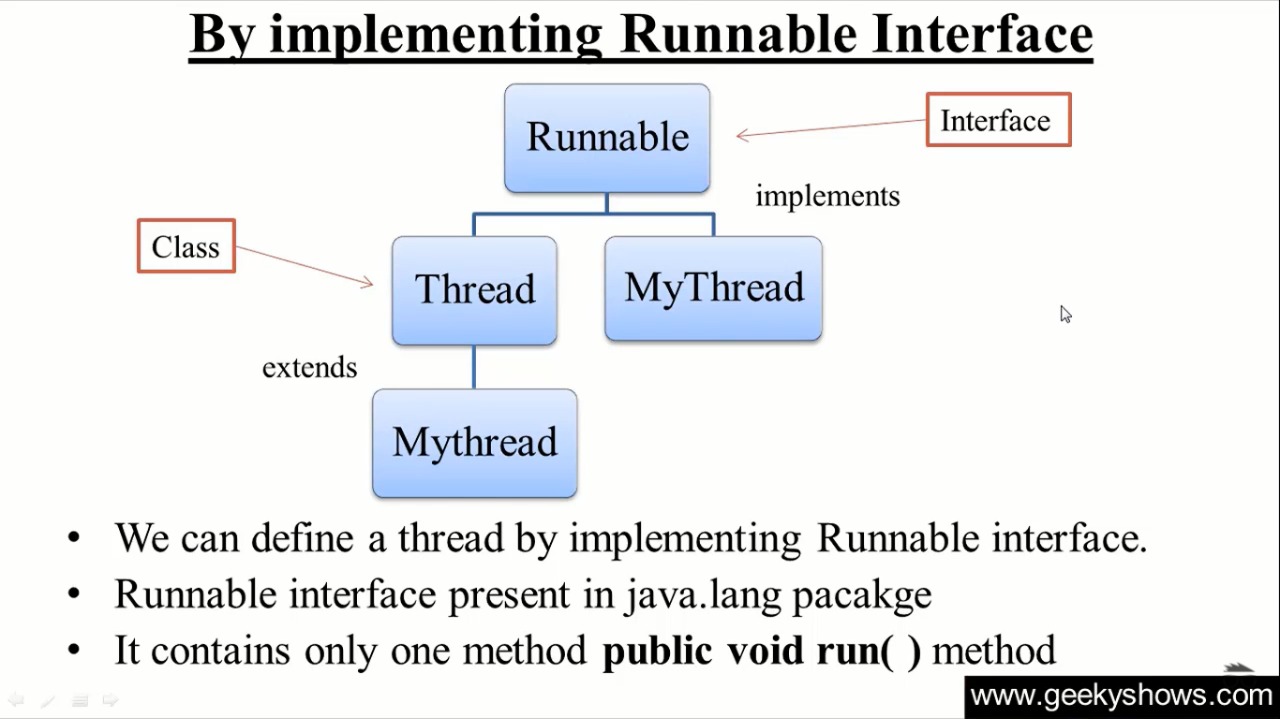 By implementing Runnable Interface
Runnable
Interface
implements
Class
Thread
MyThread
extends
Mythread
• We can define a thread by implementing Runnable interface.
• Runnable interface present in java.lang pacakge
• It contains only one method public void run( ) method
www.geekyshows.com